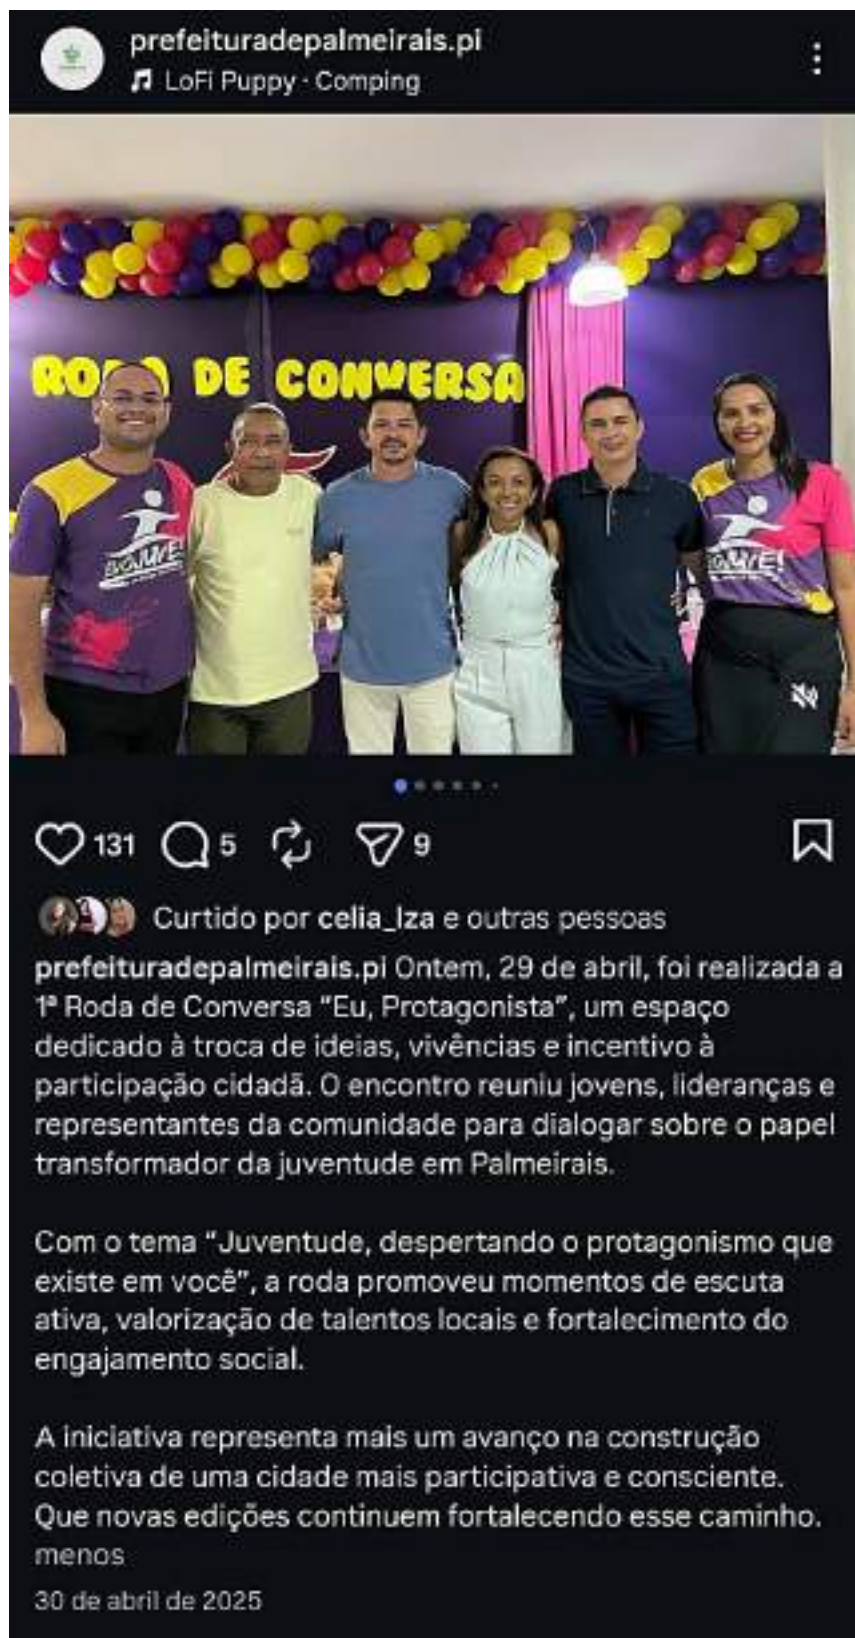 prefeituradepalmeirais.pi
LoFi Puppy · Comping
RODA DE CONVERSA
131
5
9
Curtido por celia_lza e outras pessoas
prefeituradepalmeirais.pi Ontem, 29 de abril, foi realizada a
1ª Roda de Conversa “Eu, Protagonista”, um espaço
dedicado à troca de ideias, vivências e incentivo à
participação cidadã. O encontro reuniu jovens, lideranças e
representantes da comunidade para dialogar sobre o papel
transformador da juventude em Palmeirais.
Com o tema “Juventude, despertando o protagonismo que
existe em você”, a roda promoveu momentos de escuta
ativa, valorização de talentos locais e fortalecimento do
engajamento social.
A iniciativa representa mais um avanço na construção
coletiva de uma cidade mais participativa e consciente.
Que novas edições continuem fortalecendo esse caminho.
menos
30 de abril de 2025